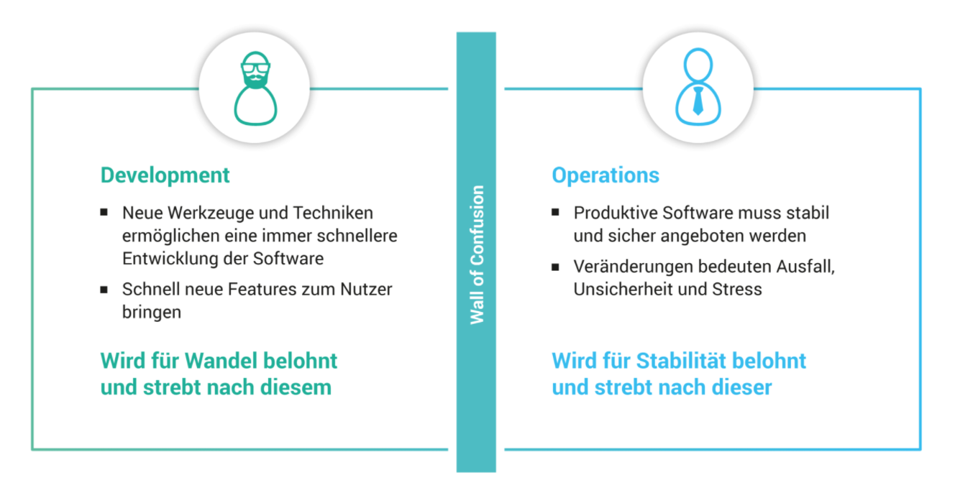 Development
▪ Neue Werkzeuge und Techniken
ermöglichen eine immer schnellere
Entwicklung der Software
▪ Schnell neue Features zum Nutzer
bringen
Wird für Wandel belohnt
und strebt nach diesem
Wall of Confusion
Operations
▪ Produktive Software muss stabil
und sicher angeboten werden
▪ Veränderungen bedeuten Ausfall,
Unsicherheit und Stress
Wird für Stabilität belohnt
und strebt nach dieser